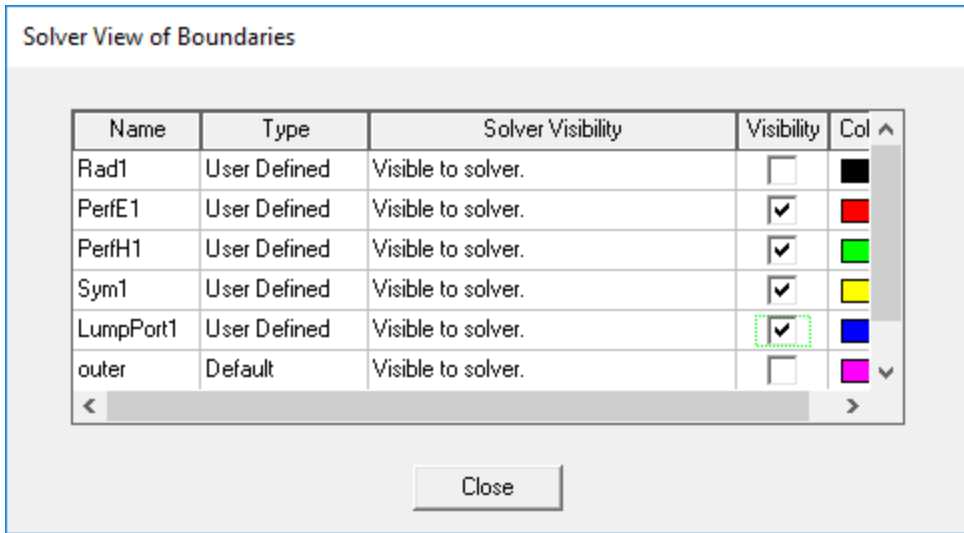 Solver View of Boundaries
Name Type Solver Visibility Visibility Col
Rad1 User Defined Visible to solver.
PerfE1 User Defined Visible to solver.
PerfH1 User Defined Visible to solver.
Sym1 User Defined Visible to solver.
LumpPort1 User Defined Visible to solver.
outer Default Visible to solver.
Close